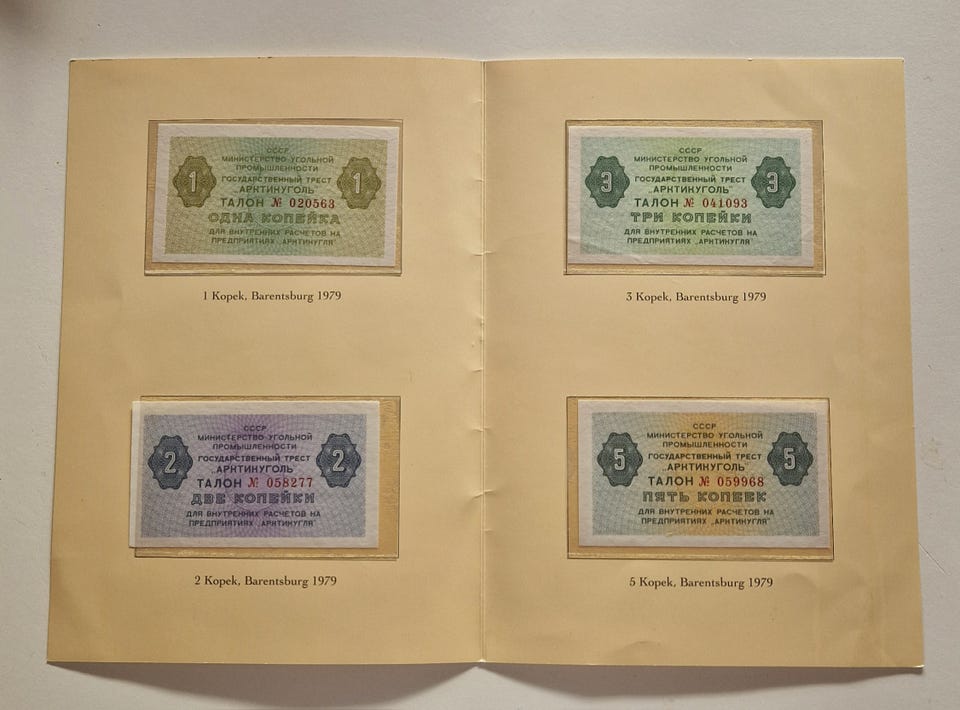 СССР
МИНИСТЕРСТВО УГОЛЬНОЙ
ПРОМЫШЛЕННОСТИ
ГОСУДАРСТВЕННЫЙ ТРЕСТ
„АРКТИКУГОЛЬ"
1 1
ТАЛОН № 020563
ОДНА КОПЕЙКА
ДЛЯ ВНУТРЕННИХ РАСЧЕТОВ НА
ПРЕДПРИЯТИЯХ „АРКТИКУГЛЯ"
1 Kopek, Barentsburg 1979
СССР
МИНИСТЕРСТВО УГОЛЬНОЙ
ПРОМЫШЛЕННОСТИ
ГОСУДАРСТВЕННЫЙ ТРЕСТ
„АРКТИКУГОЛЬ"
2 2
ТАЛОН № 058277
ДВЕ КОПЕЙКИ
ДЛЯ ВНУТРЕННИХ РАСЧЕТОВ НА
ПРЕДПРИЯТИЯХ „АРКТИКУГЛЯ"
2 Kopek, Barentsburg 1979
СССР
МИНИСТЕРСТВО УГОЛЬНОЙ
ПРОМЫШЛЕННОСТИ
ГОСУДАРСТВЕННЫЙ ТРЕСТ
„АРКТИКУГОЛЬ"
3 3
ТАЛОН № 041093
ТРИ КОПЕЙКИ
ДЛЯ ВНУТРЕННИХ РАСЧЕТОВ НА
ПРЕДПРИЯТИЯХ „АРКТИКУГЛЯ"
3 Kopek, Barentsburg 1979
СССР
МИНИСТЕРСТВО УГОЛЬНОЙ
ПРОМЫШЛЕННОСТИ
ГОСУДАРСТВЕННЫЙ ТРЕСТ
„АРКТИКУГОЛЬ"
5 5
ТАЛОН № 059968
ПЯТЬ КОПЕЕК
ДЛЯ ВНУТРЕННИХ РАСЧЕТОВ НА
ПРЕДПРИЯТИЯХ „АРКТИКУГЛЯ"
5 Kopek, Barentsburg 1979